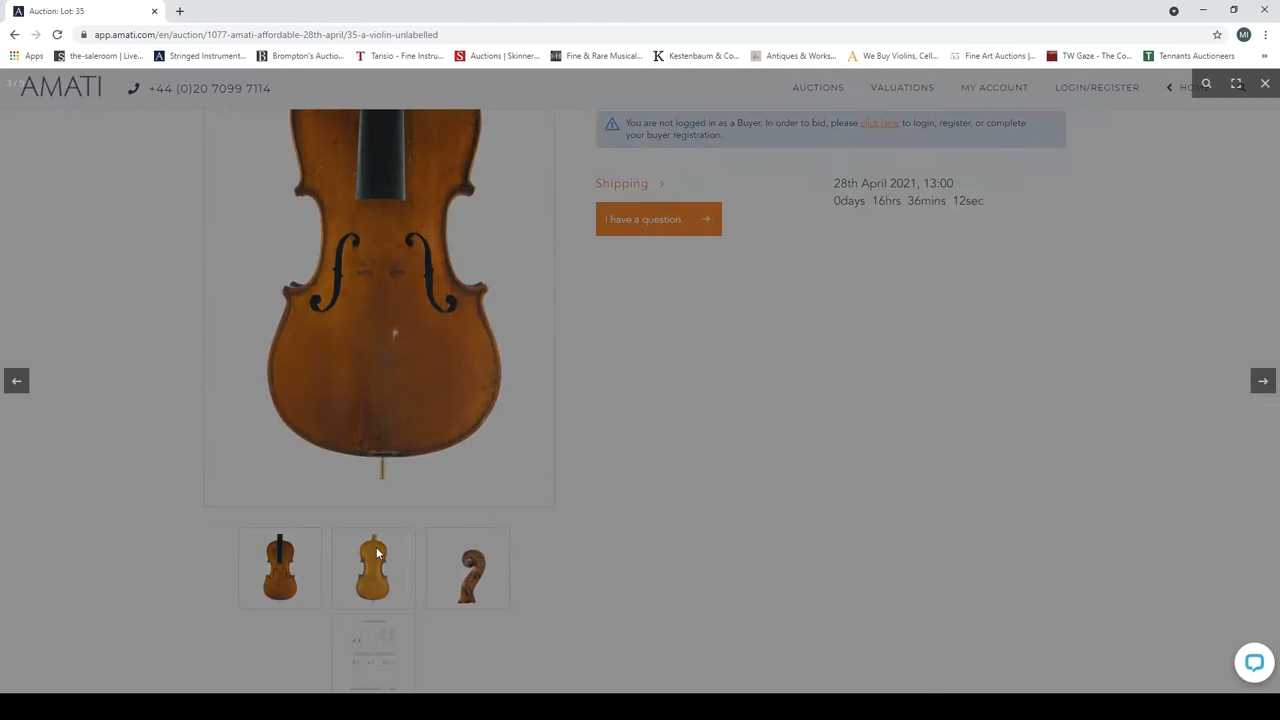 Auction: Lot: 35
app.amati.com/en/auction/1077-amati-affordable-28th-april/35-a-violin-unlabelled
MI
Apps
the-saleroom | Live...
Stringed Instrument...
Brompton's Auctio...
Tarisio - Fine Instru...
Auctions | Skinner...
Fine & Rare Musical...
Kestenbaum & Co...
Antiques & Works...
We Buy Violins, Cell...
Fine Art Auctions |...
TW Gaze - The Co...
Tennants Auctioneers
AMATI
+44 (0)20 7099 7114
AUCTIONS
VALUATIONS
MY ACCOUNT
LOGIN/REGISTER
You are not logged in as a Buyer. In order to bid, please click here to login, register, or complete
your buyer registration.
Shipping
28th April 2021, 13:00
0days 16hrs 36mins 12sec
I have a question